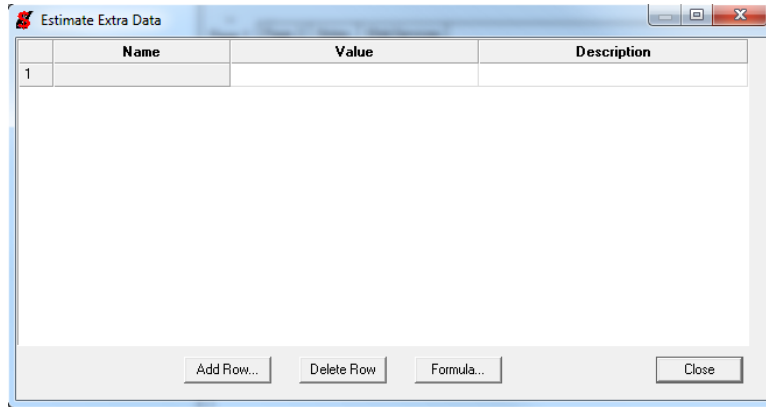 Estimate Extra Data
Name Value Description
1
Add Row... Delete Row Formula... Close